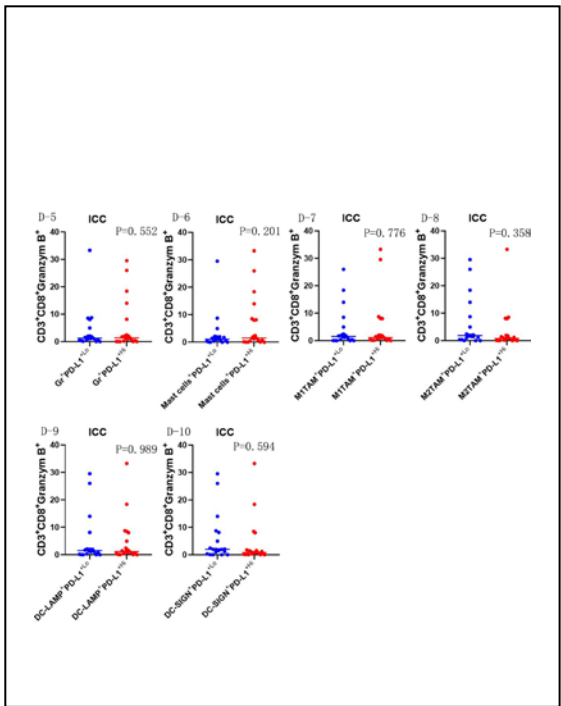 D-5 ICC
P=0.552
CD3+CD8+Granzym B+
40
30
20
10
0
Gr+PD-L1+Lo
Gr+PD-L1+Hi
D-6 ICC
P=0.201
CD3+CD8+Granzym B+
40
30
20
10
0
Mast cells+PD-L1+Lo
Mast cells+PD-L1+Hi
D-7 ICC
P=0.776
CD3+CD8+Granzym B+
40
30
20
10
0
M1TAM+PD-L1+Lo
M1TAM+PD-L1+Hi
D-8 ICC
P=0.358
CD3+CD8+Granzym B+
40
30
20
10
0
M2TAM+PD-L1+Lo
M2TAM+PD-L1+Hi
D-9 ICC
P=0.989
CD3+CD8+Granzym B+
40
30
20
10
0
DC-LAMP+PD-L1+Lo
DC-LAMP+PD-L1+Hi
D-10 ICC
P=0.594
CD3+CD8+Granzym B+
40
30
20
10
0
DC-SIGN+PD-L1+Lo
DC-SIGN+PD-L1+Hi